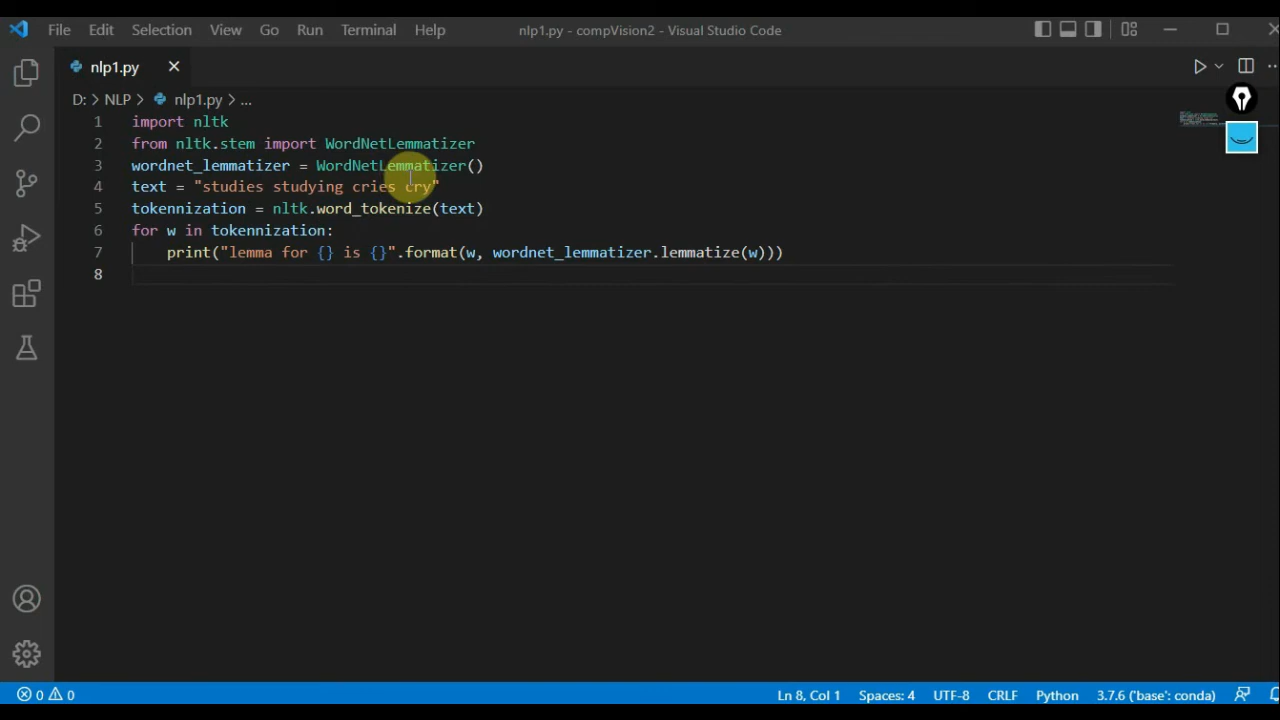 File Edit Selection View Go Run Terminal Help nlp1.py - compVision2 - Visual Studio Code
nlp1.py
D: > NLP > nlp1.py > ...
1 import nltk
2 from nltk.stem import WordNetLemmatizer
3 wordnet_lemmatizer = WordNetLemmatizer()
4 text = "studies studying cries cry"
5 tokennization = nltk.word_tokenize(text)
6 for w in tokennization:
7     print("lemma for {} is {}".format(w, wordnet_lemmatizer.lemmatize(w)))
8
0 0 Ln 8, Col 1 Spaces: 4 UTF-8 CRLF Python 3.7.6 ('base': conda)